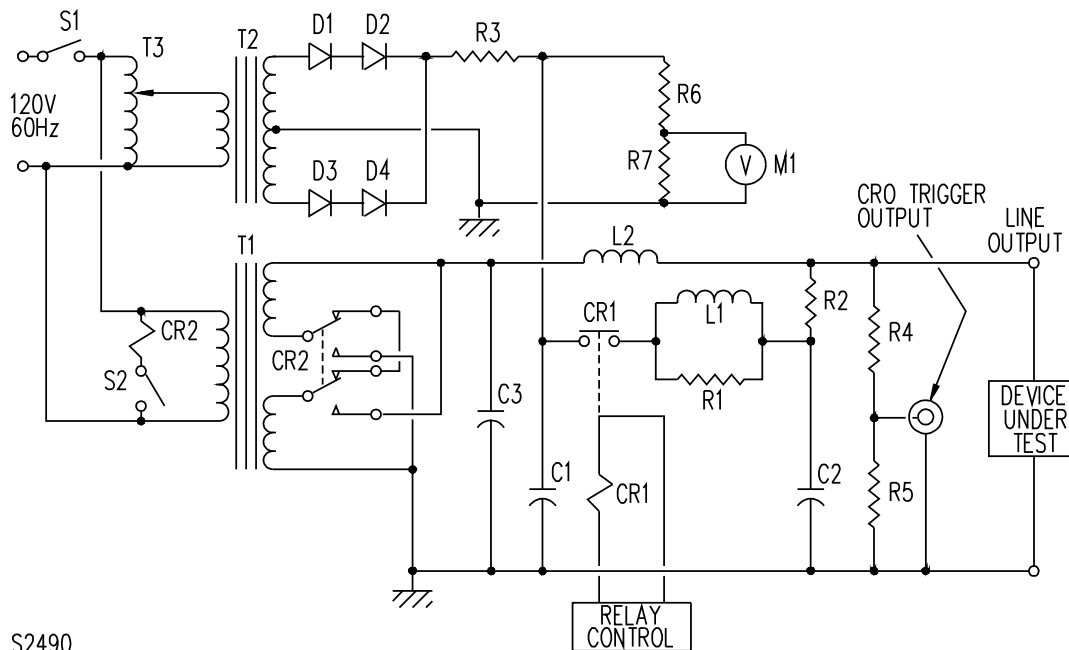 S1
T3
T2
D1
D2
R3
120V
60Hz
R6
R7
V
M1
D3
D4
CRO TRIGGER
OUTPUT
LINE
OUTPUT
T1
L2
CR2
S2
CR2
C3
CR1
L1
R1
R2
R4
DEVICE
UNDER
TEST
C1
CR1
C2
R5
RELAY
CONTROL
S2490